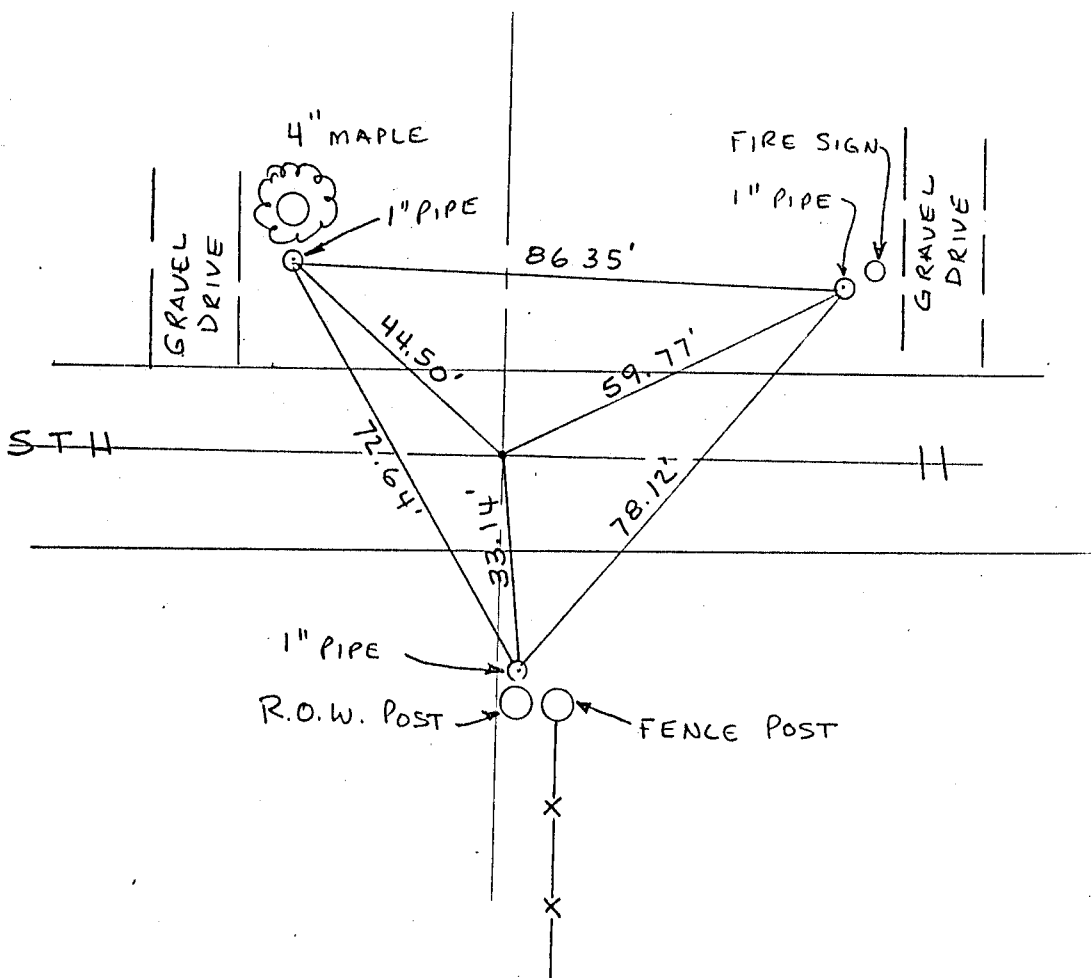 4" MAPLE
FIRE SIGN
1" PIPE
1" PIPE
GRAVEL
DRIVE
GRAVEL
DRIVE
86 35'
44.50'
59.77'
S T H
11
72.64'
33.14'
78.12'
1" PIPE
R.O.W. POST
FENCE POST